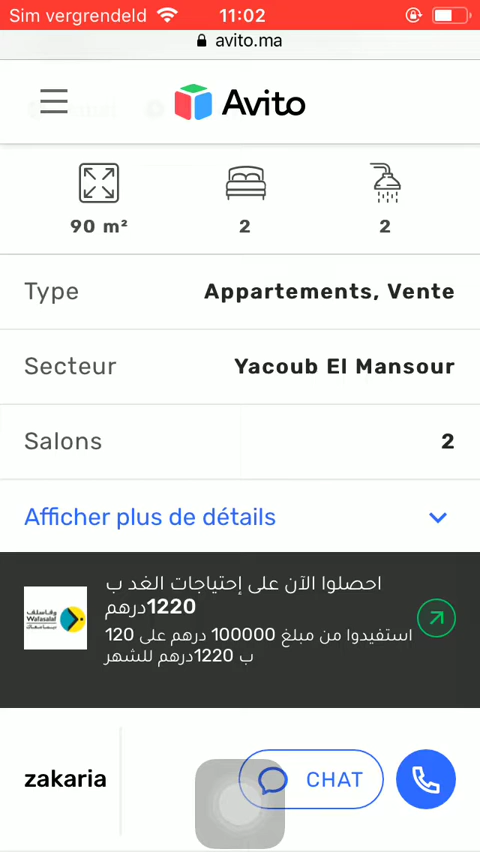 Sim vergrendeld 11:02
avito.ma
Avito
90 m² 2 2
Type Appartements, Vente
Secteur Yacoub El Mansour
Salons 2
Afficher plus de détails
احصلوا الآن على إحتياجات الغد ب
1220درهم
استفيدوا من مبلغ 100000 درهم على 120
ب 1220درهم للشهر
وفاسلف
Wafasalaf
zakaria CHAT